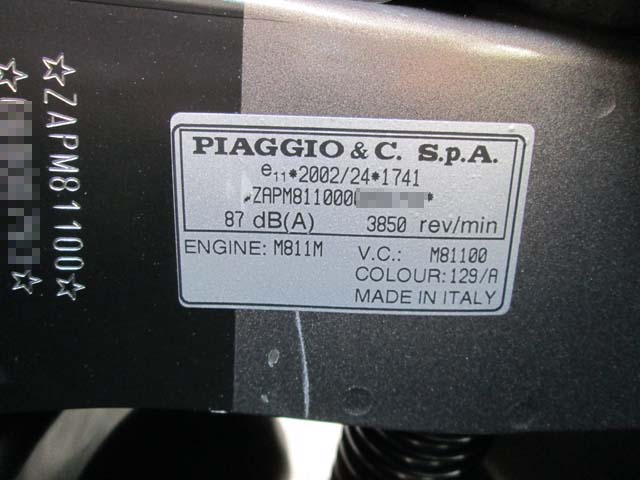 ☆ZAPM81100☆
PIAGGIO & C. S.p.A.
e11*2002/24*1741
*ZAPM811000
87 dB(A) 3850 rev/min
ENGINE: M811M V.C.: M81100
COLOUR: 129/A
MADE IN ITALY